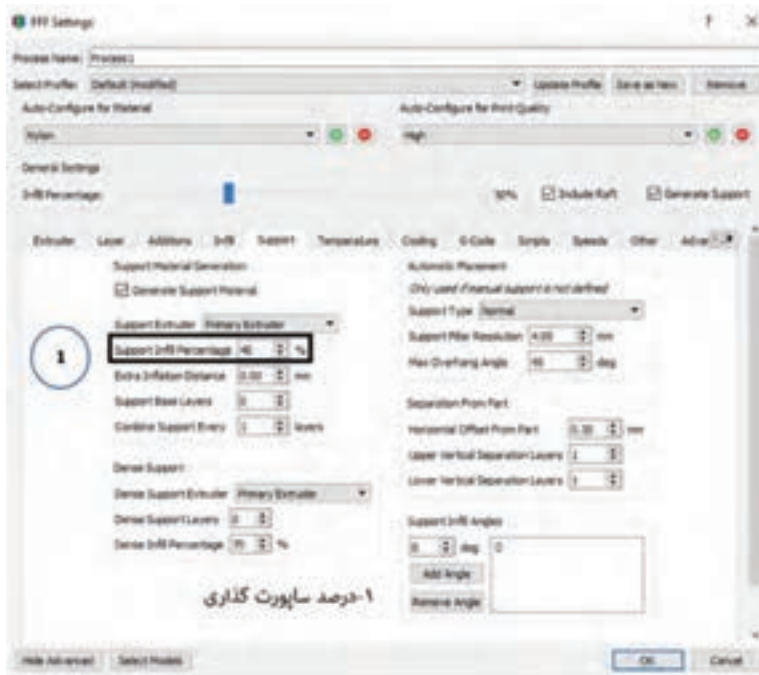 FFF Settings
Process Name: Process1
Select Profile: Default (modified) Update Profile Save as New Remove
Auto-Configure for Material
Nylon
Auto-Configure for Print Quality
High
General Settings
Infill Percentage: 30% Include Raft Generate Support
Extruder Layer Additions Infill Support Temperature Cooling G-Code Scripts Speeds Other
Support Material Generation
Generate Support Material
Support Extruder Primary Extruder
Support Infill Percentage 40 %
Extra Inflation Distance 0.00 mm
Support Base Layers 0
Combine Support Every 1 layers
Dense Support
Dense Support Extruder Primary Extruder
Dense Support Layers 0
Dense Infill Percentage %
Automatic Placement
Only used if manual support is not defined
Support Type Normal
Support Pillar Resolution 4.00 mm
Max Overhang Angle deg
Separation From Part
Horizontal Offset From Part 0.30 mm
Upper Vertical Separation Layers 1
Lower Vertical Separation Layers 1
Support Infill Angles
0 deg 0
Add Angle
Remove Angle
1
۱-درصد ساپورت گذاری
Hide Advanced Select Models OK Cancel